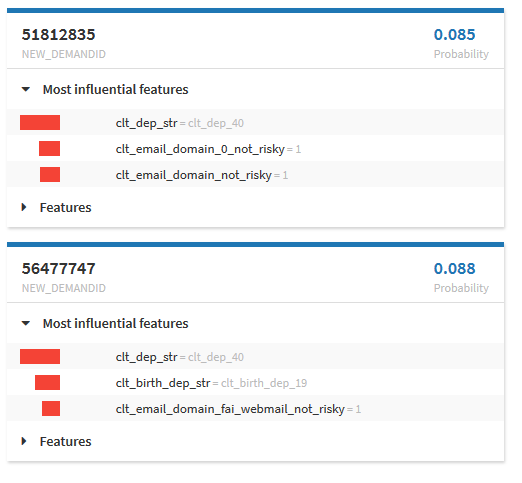 51812835 0.085
NEW_DEMANDID Probability
Most influential features
clt_dep_str = clt_dep_40
clt_email_domain_0_not_risky = 1
clt_email_domain_not_risky = 1
Features
56477747 0.088
NEW_DEMANDID Probability
Most influential features
clt_dep_str = clt_dep_40
clt_birth_dep_str = clt_birth_dep_19
clt_email_domain_fai_webmail_not_risky = 1
Features